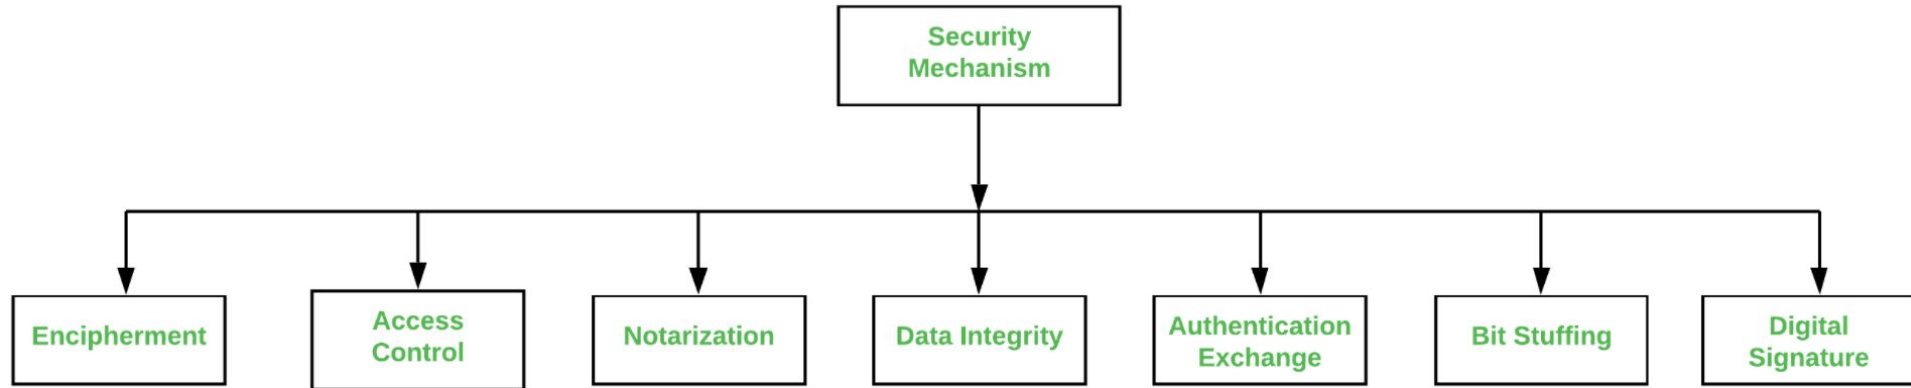 Security
Mechanism
Encipherment
Access
Control
Notarization
Data Integrity
Authentication
Exchange
Bit Stuffing
Digital
Signature